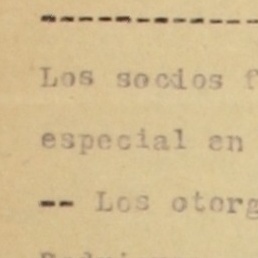 ------------
Los socios f
especial en
-- Los otorg